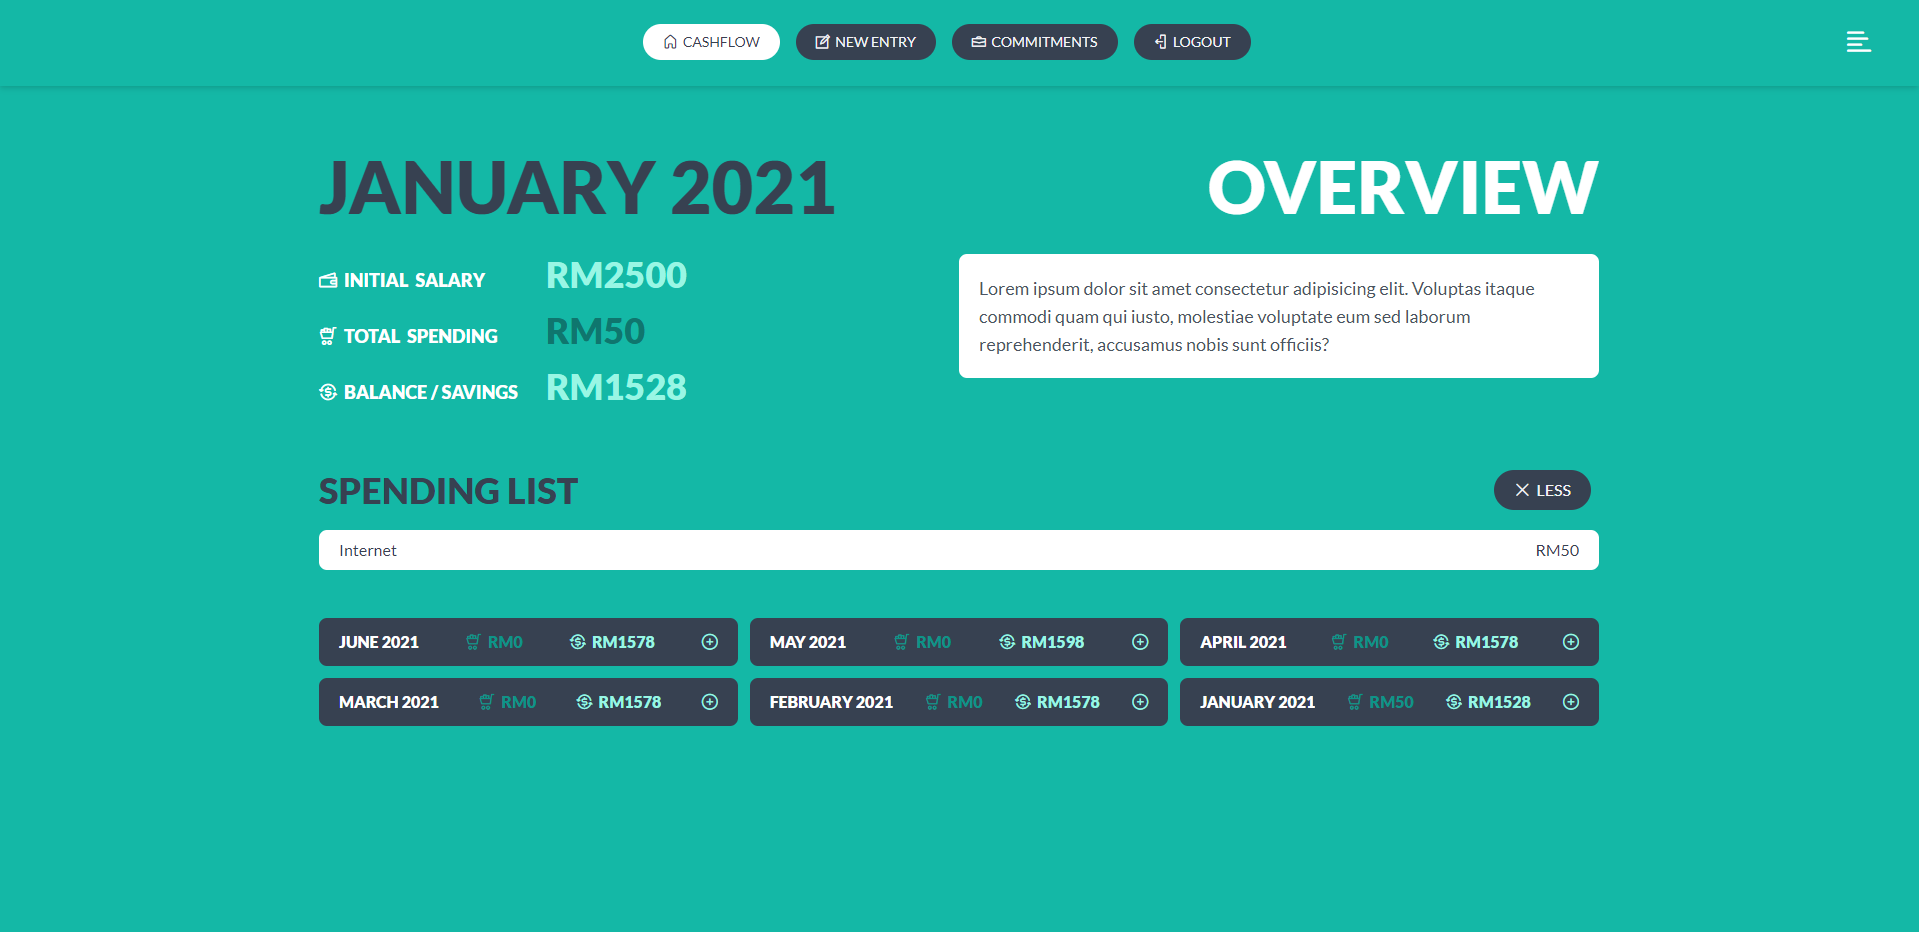 CASHFLOW NEW ENTRY COMMITMENTS LOGOUT
JANUARY 2021 OVERVIEW
INITIAL SALARY RM2500
TOTAL SPENDING RM50
BALANCE / SAVINGS RM1528
Lorem ipsum dolor sit amet consectetur adipisicing elit. Voluptas itaque
commodi quam qui iusto, molestiae voluptate eum sed laborum
reprehenderit, accusamus nobis sunt officiis?
SPENDING LIST LESS
Internet RM50
JUNE 2021 RM0 RM1578 MAY 2021 RM0 RM1598 APRIL 2021 RM0 RM1578
MARCH 2021 RM0 RM1578 FEBRUARY 2021 RM0 RM1578 JANUARY 2021 RM50 RM1528